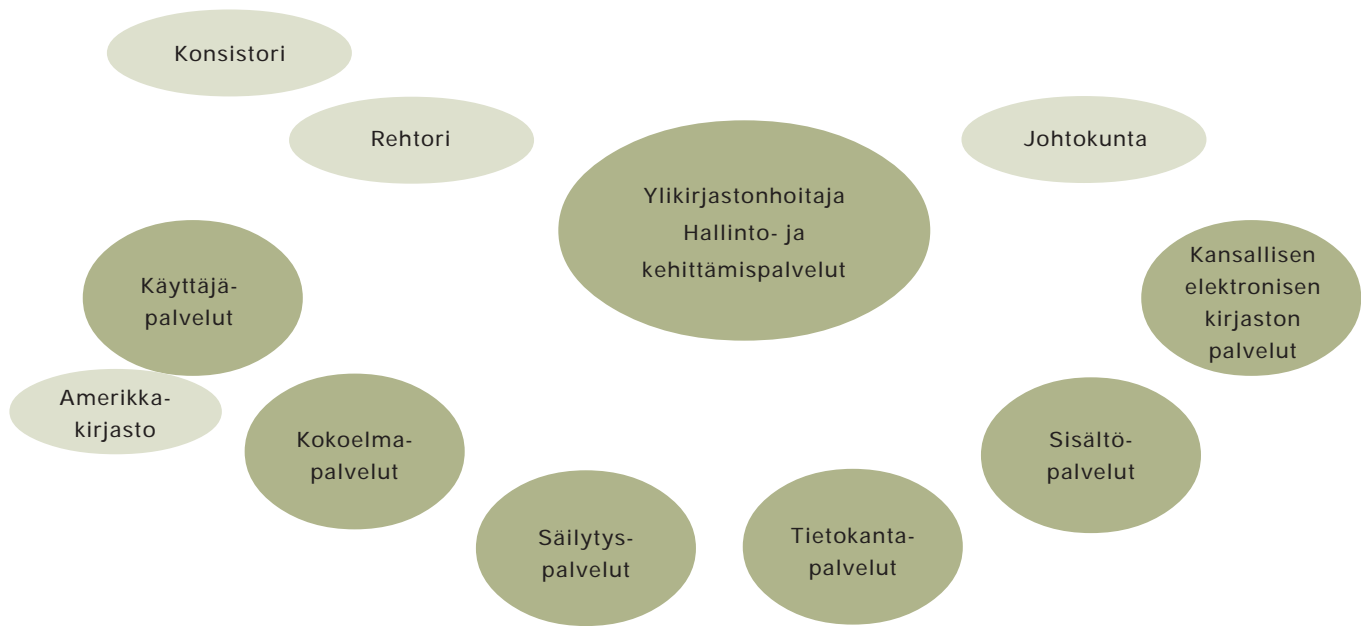 Konsistori
Rehtori
Johtokunta
Ylikirjastonhoitaja
Hallinto- ja
kehittämispalvelut
Käyttäjä-
palvelut
Kansallisen
elektronisen
kirjaston
palvelut
Amerikka-
kirjasto
Kokoelma-
palvelut
Sisältö-
palvelut
Säilytys-
palvelut
Tietokanta-
palvelut